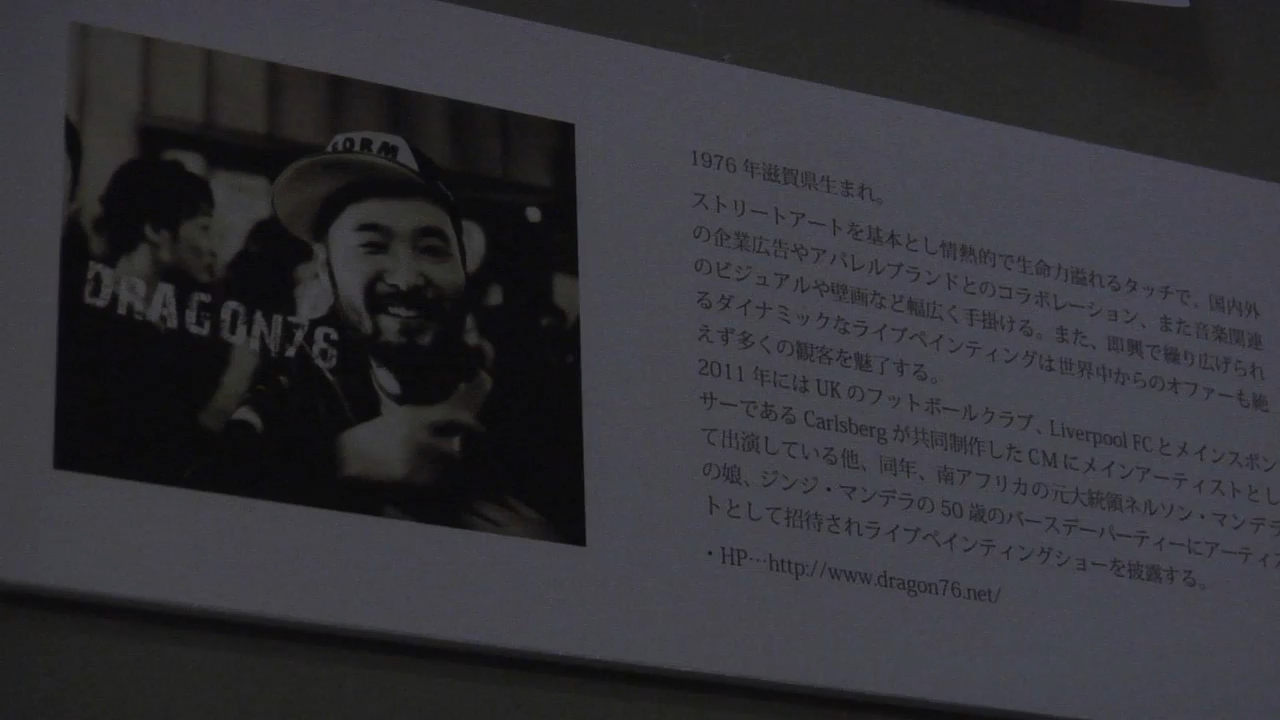 FORM
DRAGON76
1976 年滋賀県生まれ。
ストリートアートを基本とし情熱的で生命力溢れるタッチで、国内外
の企業広告やアパレルブランドとのコラボレーション、また音楽関連
のビジュアルや壁画など幅広く手掛ける。また、即興で繰り広げられ
るダイナミックなライブペインティングは世界中からのオファーも絶
えず多くの観客を魅了する。
2011 年には UK のフットボールクラブ、Liverpool FC とメインスポン
サーである Carlsberg が共同制作した CM にメインアーティストとし
て出演している他、同年、南アフリカの元大統領ネルソン・マンデラ
の娘、ジンジ・マンデラの 50 歳のバースデーパーティーにアーティス
トとして招待されライブペインティングショーを披露する。
・HP…http://www.dragon76.net/